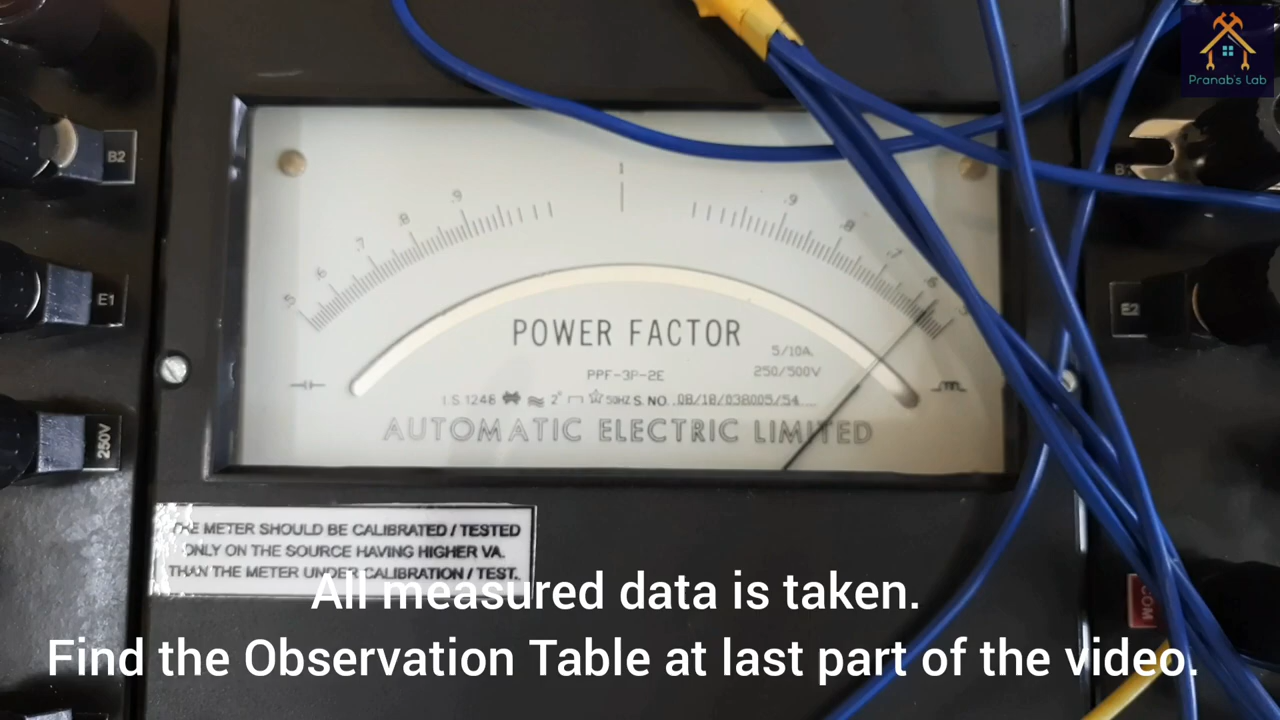 Pranab's Lab
B2
1
.9
.9
.8
.8
.7
.7
.6
.6
.5
E1
E2
POWER FACTOR
5/10A.
PPF-3P-2E
250/500V
I.S.1248
2°
50HZ S. NO. 08/10/038005/54
AUTOMATIC ELECTRIC LIMITED
250V
THE METER SHOULD BE CALIBRATED / TESTED
ONLY ON THE SOURCE HAVING HIGHER VA.
THAN THE METER UNDER CALIBRATION / TEST.
COM
All measured data is taken.
Find the Observation Table at last part of the video.